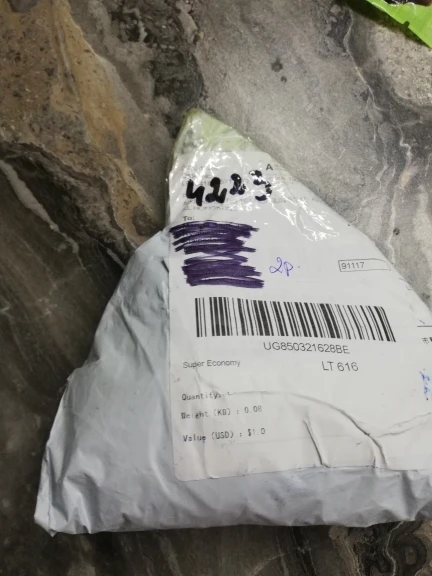 A
4223
To:
2p.
91117
UG850321628BE
Super Economy
LT 616
Quantity:
Weight (KG) : 0.08
Value (USD) : $1.0